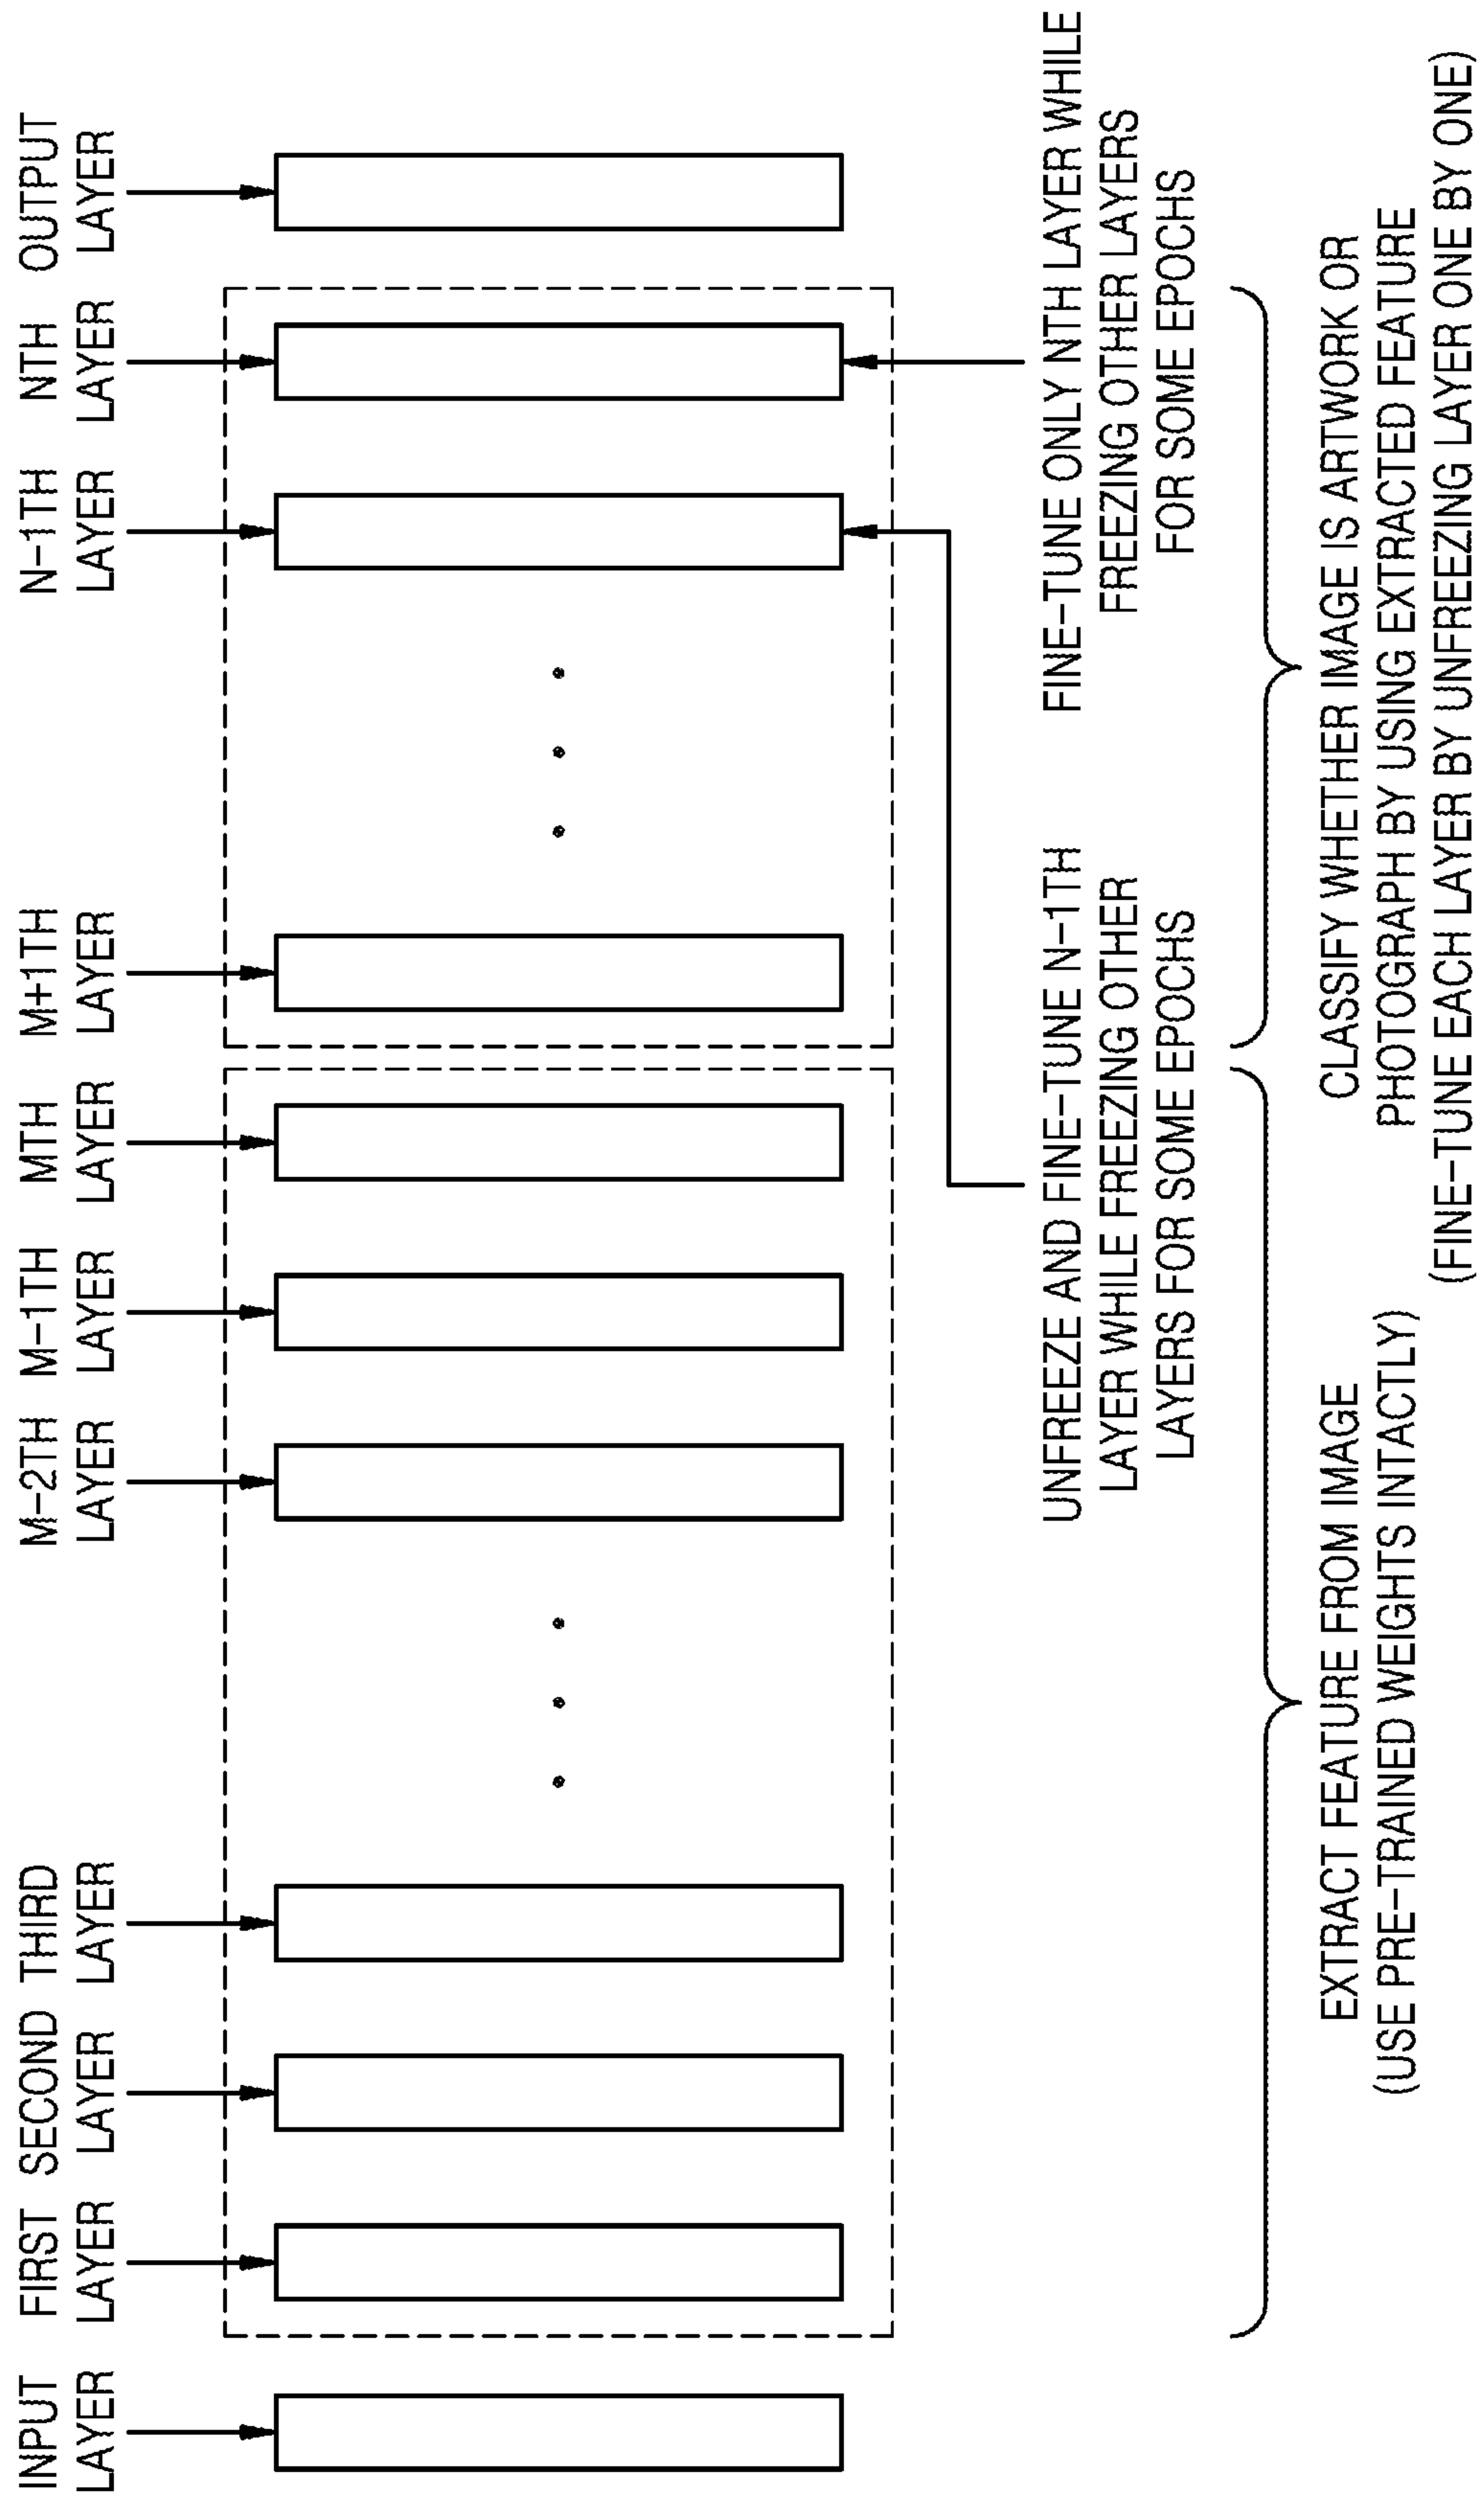 INPUT
LAYER
FIRST
LAYER
SECOND
LAYER
THIRD
LAYER
M-2TH
LAYER
M-1TH
LAYER
MTH
LAYER
M+1TH
LAYER
N-1TH
LAYER
NTH
LAYER
OUTPUT
LAYER
UNFREEZE AND FINE-TUNE N-1TH
LAYER WHILE FREEZING OTHER
LAYERS FOR SOME EPOCHS
FINE-TUNE ONLY NTH LAYER WHILE
FREEZING OTHER LAYERS
FOR SOME EPOCHS
EXTRACT FEATURE FROM IMAGE
(USE PRE-TRAINED WEIGHTS INTACTLY)
CLASSIFY WHETHER IMAGE IS ARTWORK OR
PHOTOGRAPH BY USING EXTRACTED FEATURE
(FINE-TUNE EACH LAYER BY UNFREEZING LAYER ONE BY ONE)